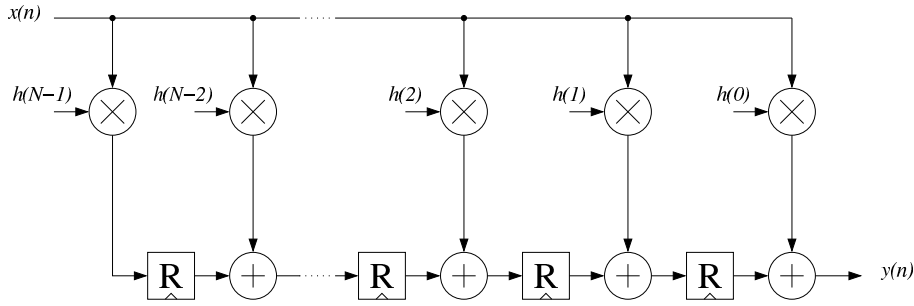 x(n)
h(N−1) h(N−2) h(2) h(1) h(0)
R R R R y(n)